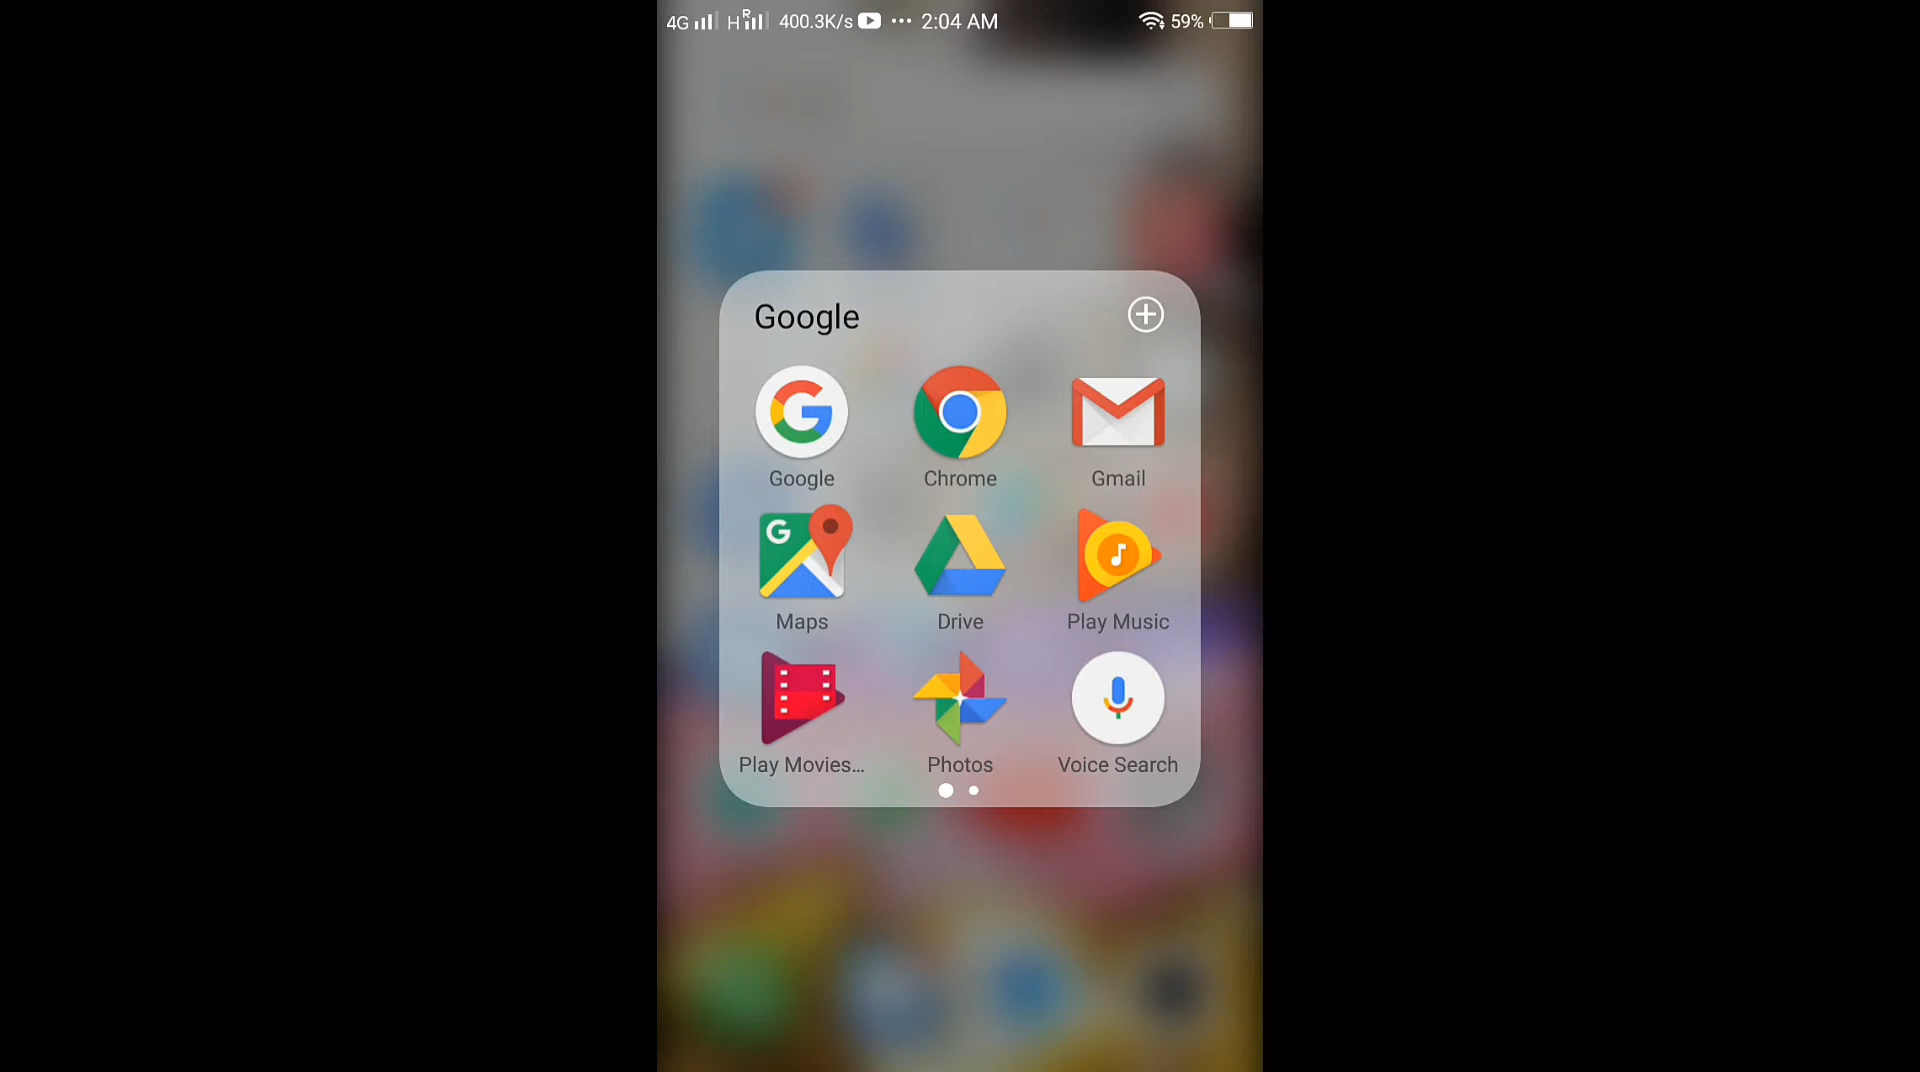 4G H R 400.3K/s ••• 2:04 AM 59%
Google
Google Chrome Gmail
Maps Drive Play Music
Play Movies... Photos Voice Search